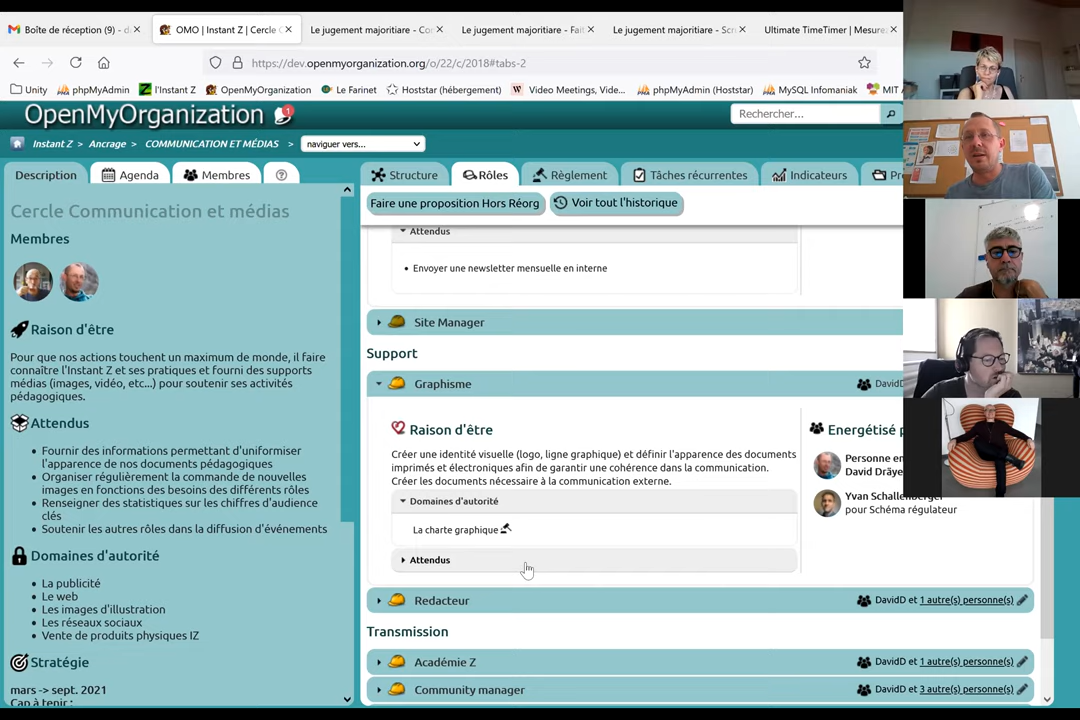 Boîte de réception (9) - d
OMO | Instant Z | Cercle C
Le jugement majoritaire - Cor
Le jugement majoritaire - Fait
Le jugement majoritaire - Scr
Ultimate TimeTimer | Mesure
https://dev.openmyorganization.org/o/22/c/2018#tabs-2
Unity
phpMyAdmin
l'Instant Z
OpenMyOrganization
Le Farinet
Hoststar (hébergement)
Video Meetings, Vide...
phpMyAdmin (Hoststar)
MySQL Infomaniak
MIT
OpenMyOrganization
1
Rechercher...
Instant Z > Ancrage > COMMUNICATION ET MÉDIAS >
naviguer vers...
Description
Agenda
Membres
Structure
Rôles
Règlement
Tâches récurrentes
Indicateurs
Faire une proposition Hors Réorg
Voir tout l'historique
Cercle Communication et médias
Membres
Raison d'être
Pour que nos actions touchent un maximum de monde, il faire
connaître l'Instant Z et ses pratiques et fourni des supports
médias (images, vidéo, etc...) pour soutenir ses activités
pédagogiques.
Attendus
• Fournir des informations permettant d'uniformiser
l'apparence de nos documents pédagogiques
• Organiser régulièrement la commande de nouvelles
images en fonctions des besoins des différents rôles
• Renseigner des statistiques sur les chiffres d'audience
clés
• Soutenir les autres rôles dans la diffusion d'événements
Domaines d'autorité
• La publicité
• Le web
• Les images d'illustration
• Les réseaux sociaux
• Vente de produits physiques IZ
Stratégie
mars -> sept. 2021
Cap à tenir :
Attendus
• Envoyer une newsletter mensuelle en interne
Site Manager
Support
Graphisme
DavidD
Raison d'être
Créer une identité visuelle (logo, ligne graphique) et définir l'apparence des documents
imprimés et électroniques afin de garantir une cohérence dans la communication.
Créer les documents nécessaire à la communication externe.
Domaines d'autorité
La charte graphique
Attendus
Énergétisé
Personne en
David Dräye
Yvan Schallenberger
pour Schéma régulateur
Redacteur
DavidD et 1 autre(s) personne(s)
Transmission
Académie Z
DavidD et 1 autre(s) personne(s)
Community manager
DavidD et 3 autre(s) personne(s)